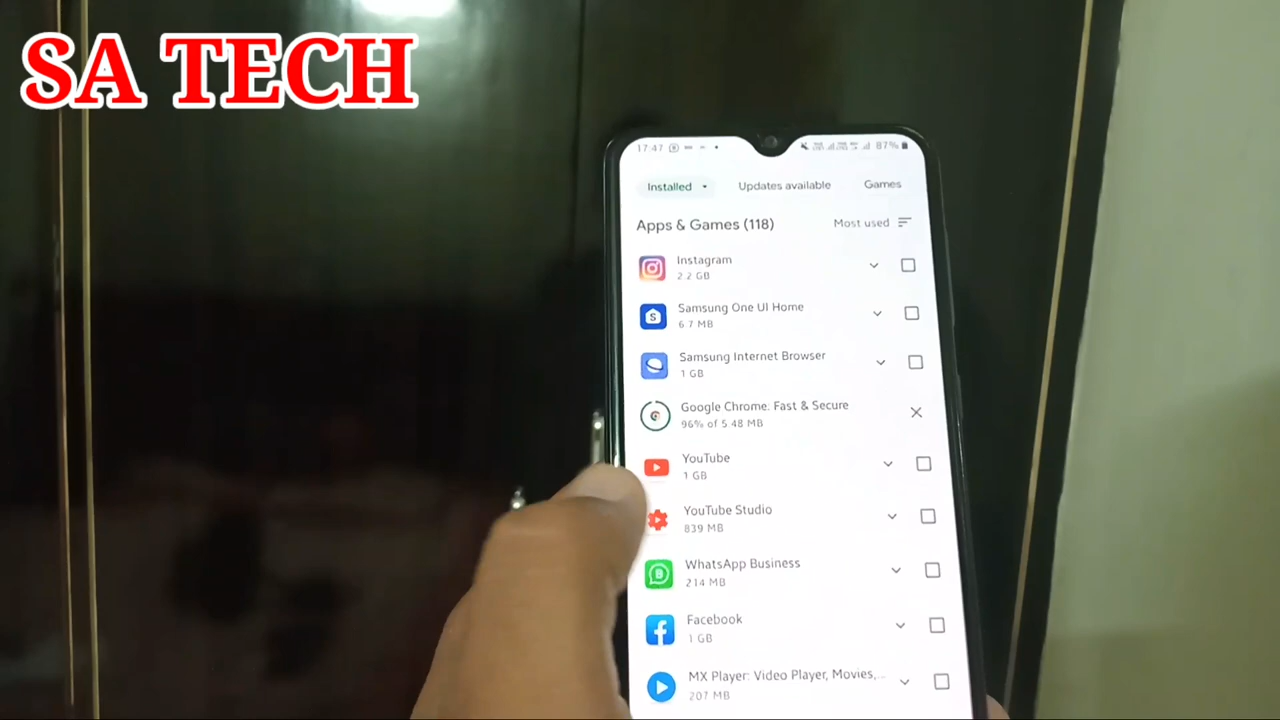 SA TECH
17:47
87%
Installed
Updates available
Games
Apps & Games (118)
Most used
Instagram
2.2 GB
Samsung One UI Home
6.7 MB
Samsung Internet Browser
1 GB
Google Chrome: Fast & Secure
96% of 5.48 MB
YouTube
1 GB
YouTube Studio
839 MB
WhatsApp Business
214 MB
Facebook
1 GB
MX Player: Video Player, Movies,...
207 MB